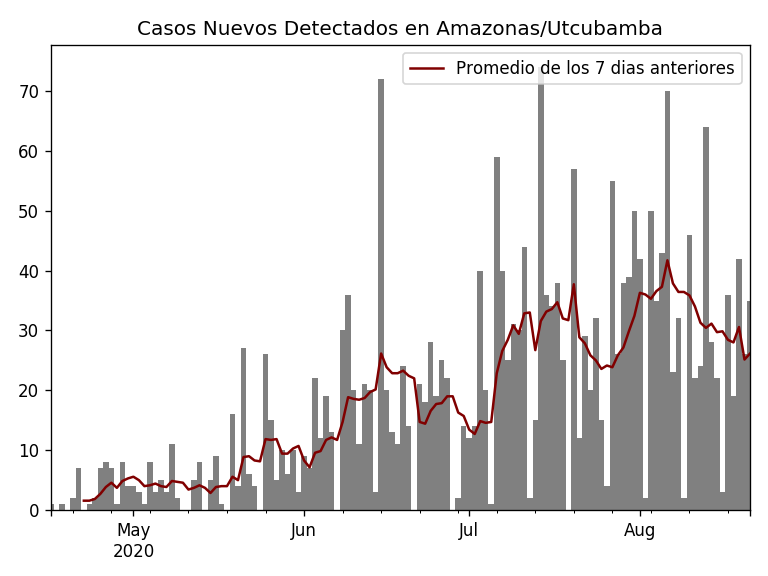 Casos Nuevos Detectados en Amazonas/Utcubamba
Promedio de los 7 dias anteriores
70
60
50
40
30
20
10
0
May
2020
Jun
Jul
Aug